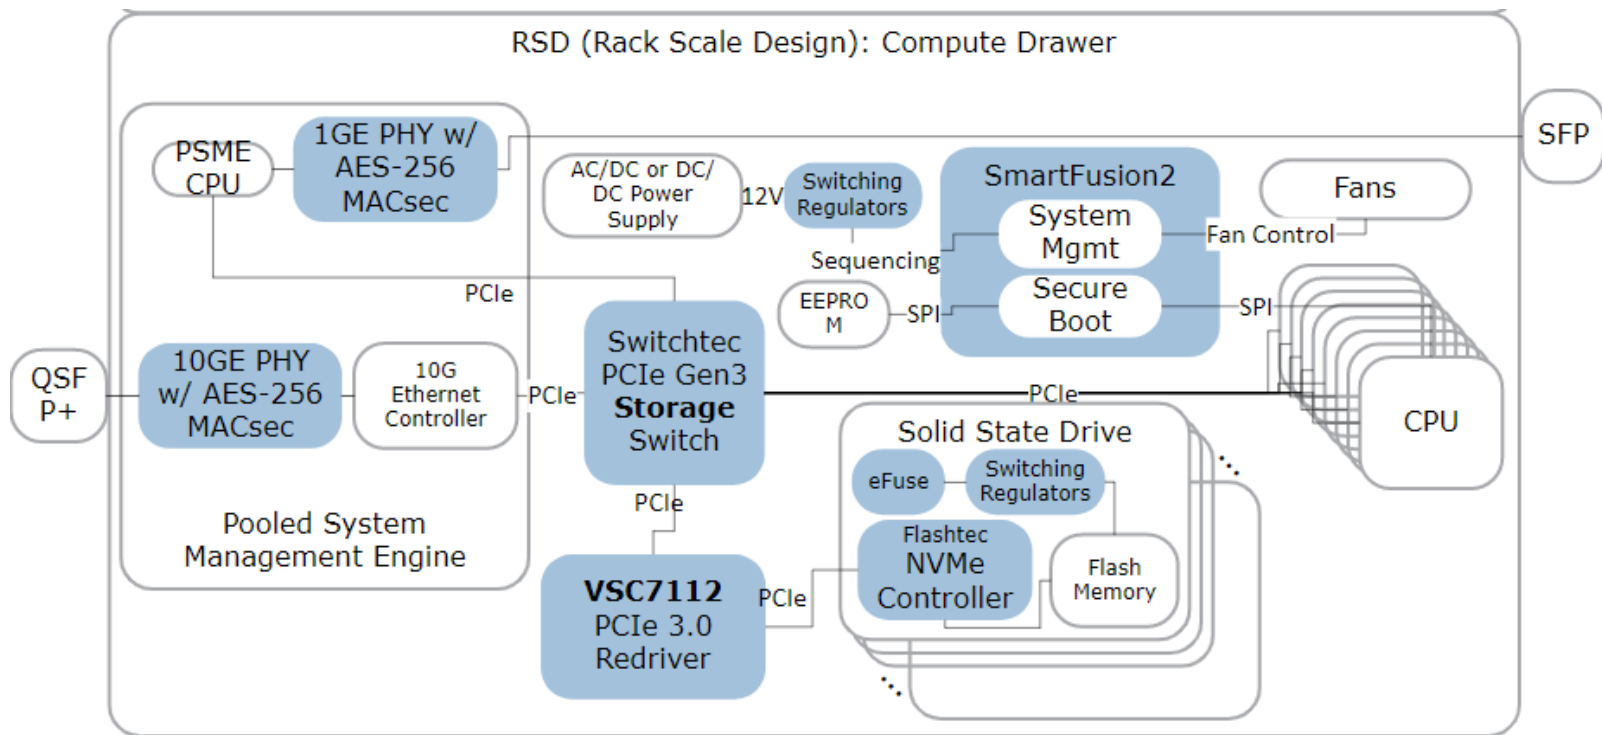 RSD (Rack Scale Design): Compute Drawer
PSME
CPU
1GE PHY w/
AES-256
MACsec
SFP
AC/DC or DC/
DC Power
Supply
12V
Switching
Regulators
SmartFusion2
System
Mgmt
Fans
Fan Control
Sequencing
PCIe
EEPRO
M
SPI
Secure
Boot
SPI
QSF
P+
10GE PHY
w/ AES-256
MACsec
10G
Ethernet
Controller
PCIe
Switchtec
PCIe Gen3
Storage
Switch
PCIe
CPU
Solid State Drive
eFuse
Switching
Regulators
PCIe
Pooled System
Management Engine
Flashtec
NVMe
Controller
Flash
Memory
VSC7112
PCIe 3.0
Redriver
PCIe
...
...